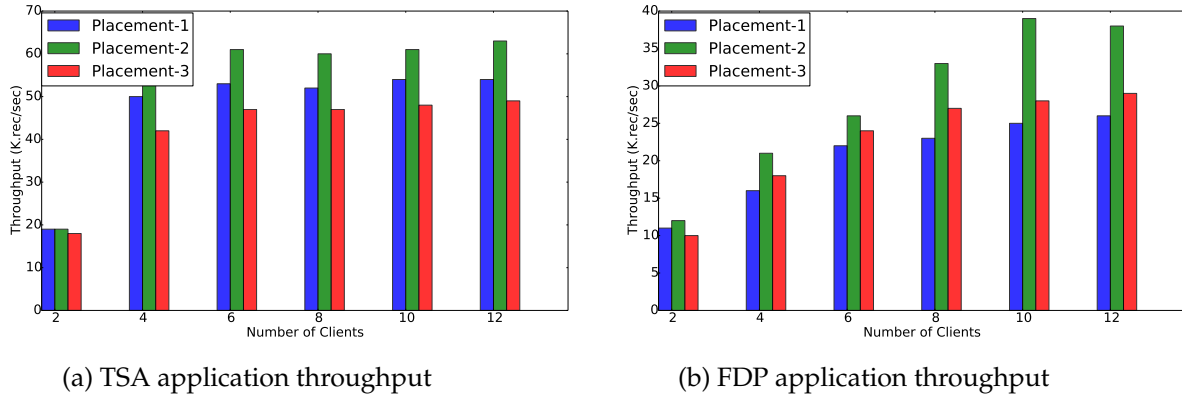 70
60
50
40
30
20
10
0
Throughput (K.rec/sec)
Placement-1
Placement-2
Placement-3
2 4 6 8 10 12
Number of Clients
(a) TSA application throughput
40
35
30
25
20
15
10
5
0
Throughput (K.rec/sec)
Placement-1
Placement-2
Placement-3
2 4 6 8 10 12
Number of Clients
(b) FDP application throughput